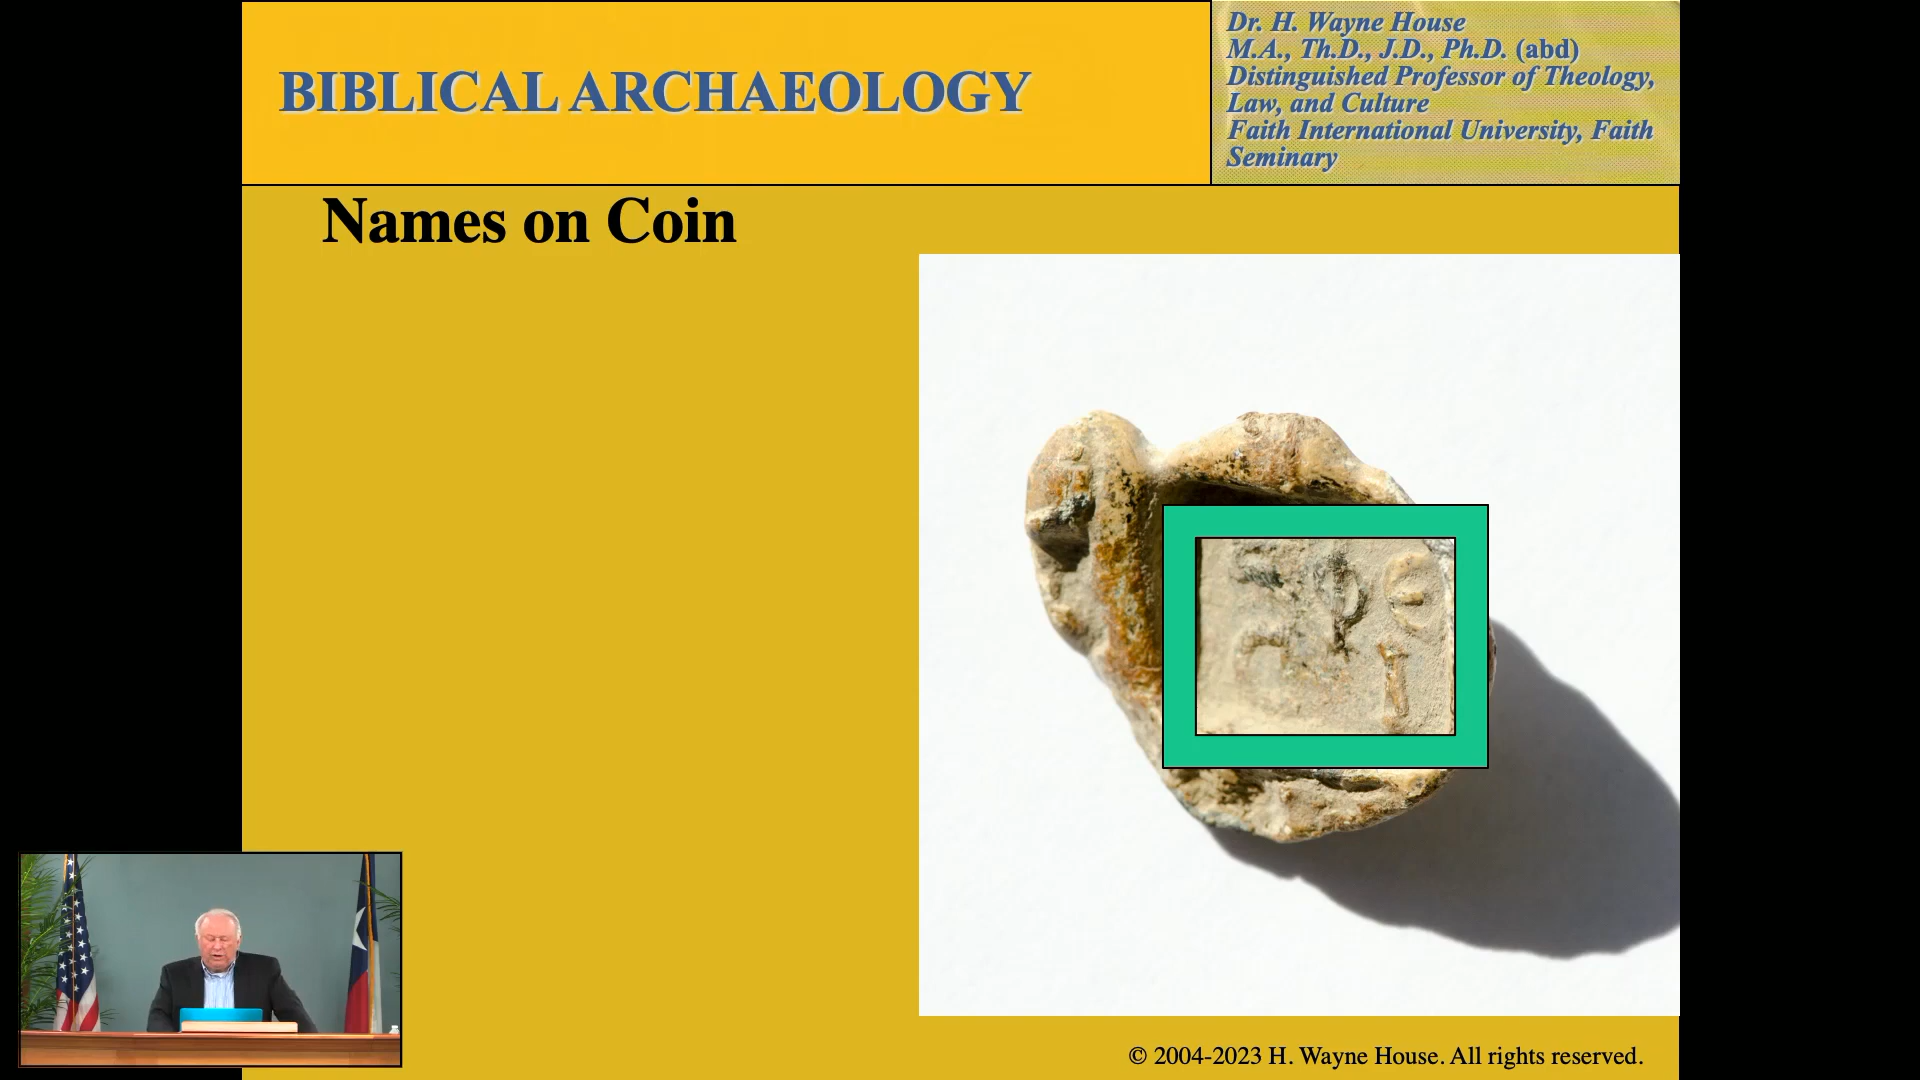 BIBLICAL ARCHAEOLOGY
Dr. H. Wayne House
M.A., Th.D., J.D., Ph.D. (abd)
Distinguished Professor of Theology,
Law, and Culture
Faith International University, Faith
Seminary
Names on Coin
© 2004-2023 H. Wayne House. All rights reserved.